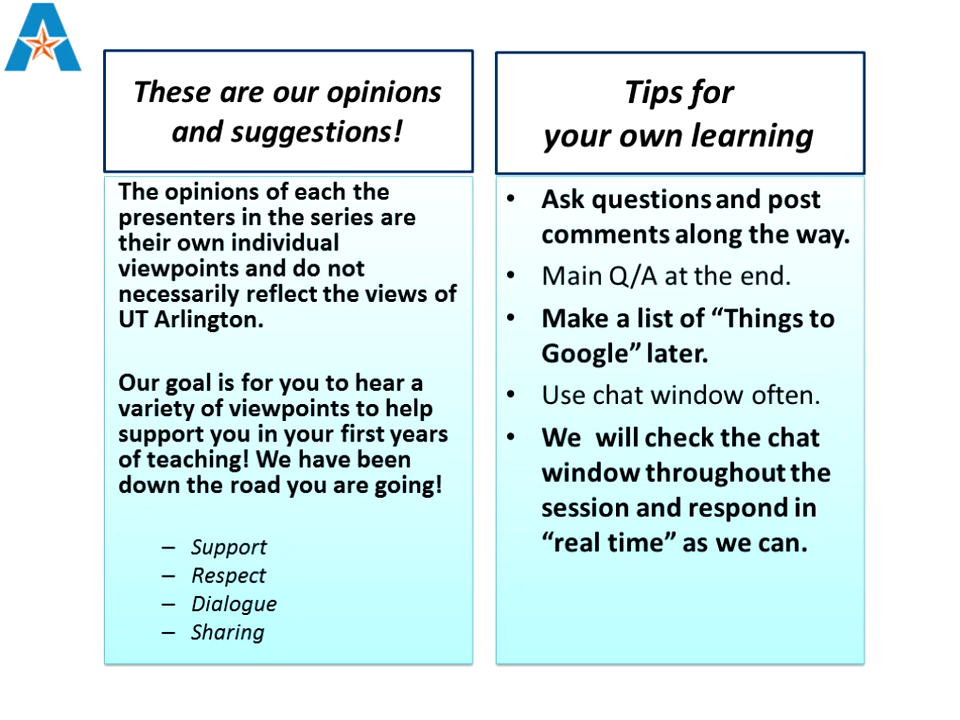 These are our opinions
and suggestions!
The opinions of each the
presenters in the series are
their own individual
viewpoints and do not
necessarily reflect the views of
UT Arlington.
Our goal is for you to hear a
variety of viewpoints to help
support you in your first years
of teaching! We have been
down the road you are going!
– Support
– Respect
– Dialogue
– Sharing
Tips for
your own learning
• Ask questions and post
comments along the way.
• Main Q/A at the end.
• Make a list of “Things to
Google” later.
• Use chat window often.
• We will check the chat
window throughout the
session and respond in
“real time” as we can.